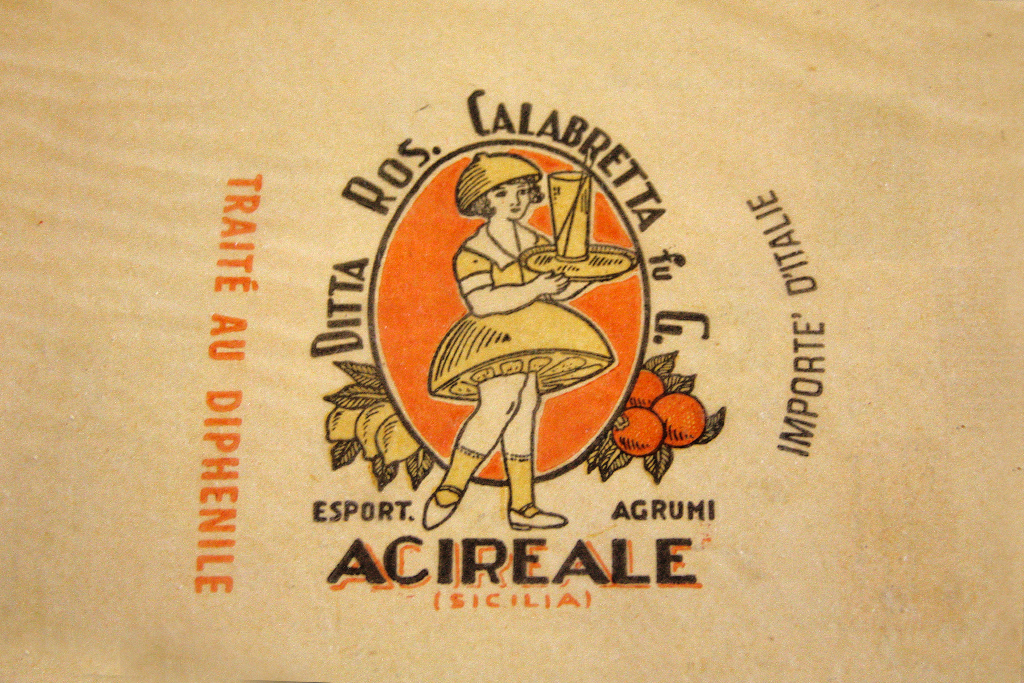 DITTA ROS. CALABRETTA fu G.
TRAITÉ AU DIPHENILE
IMPORTE' D'ITALIE
ESPORT. AGRUMI
ACIREALE
(SICILIA)